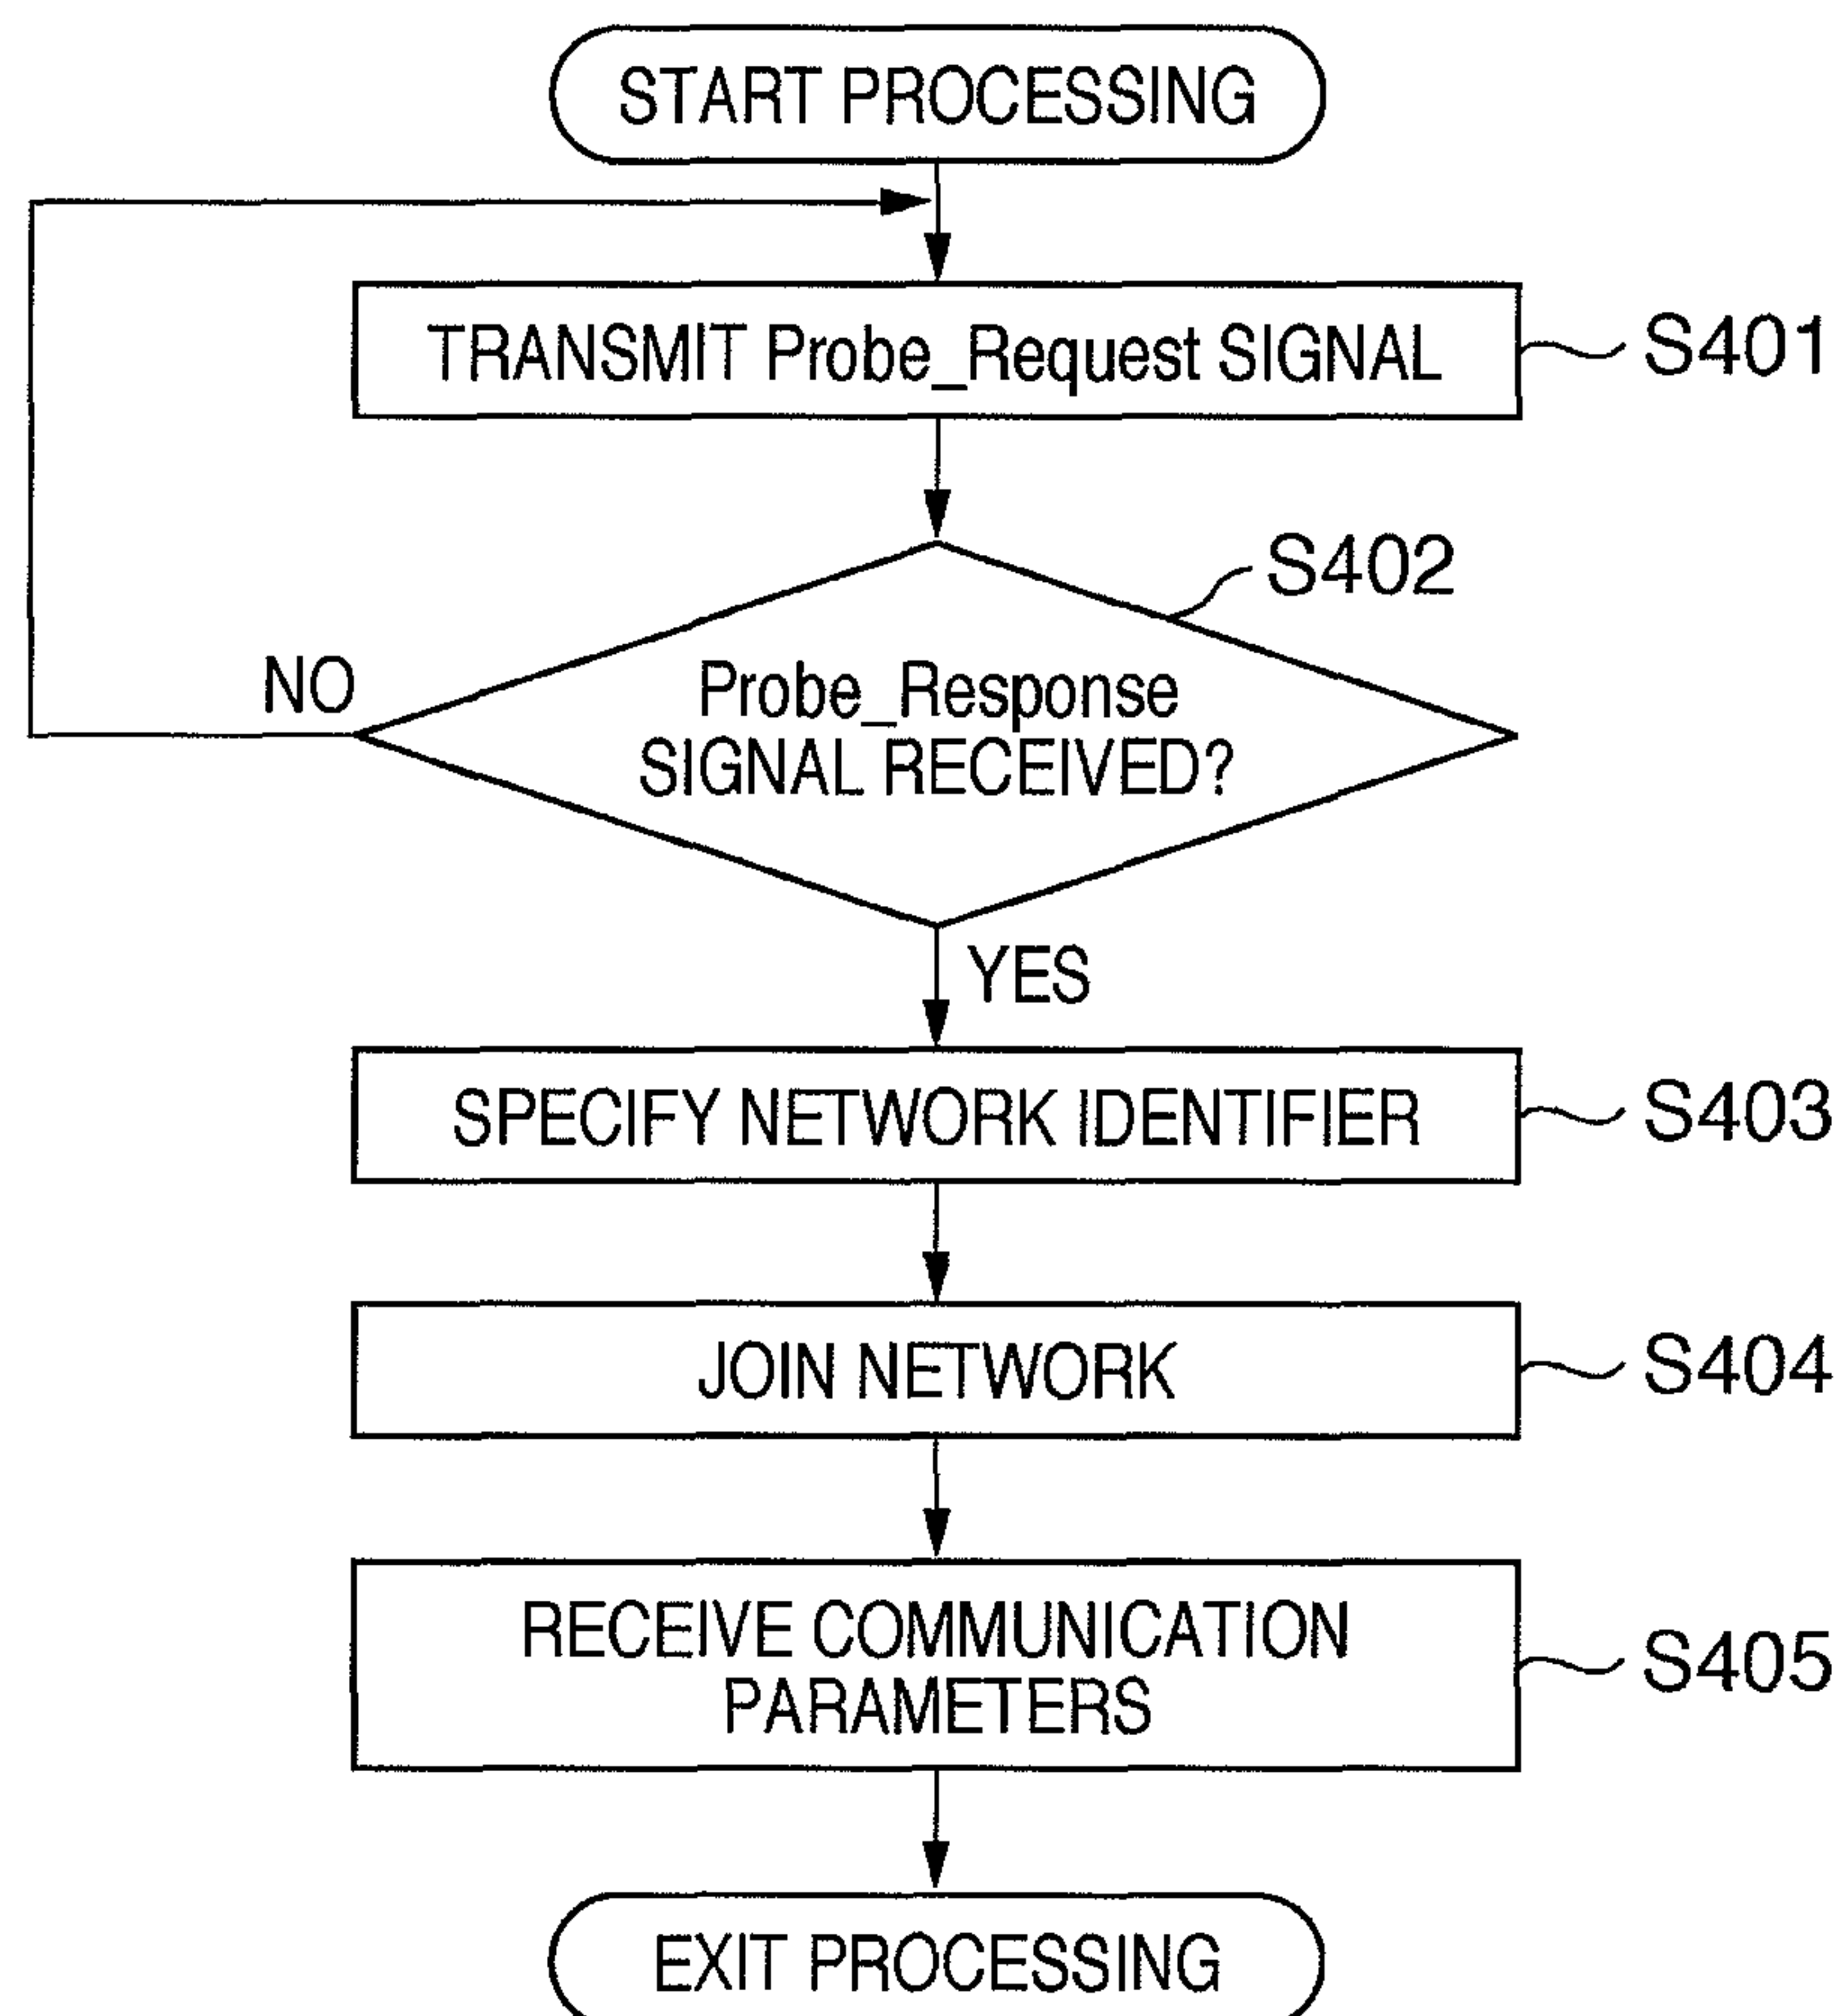 START PROCESSING
TRANSMIT Probe_Request SIGNAL
S401
S402
NO
Probe_Response
SIGNAL RECEIVED?
YES
SPECIFY NETWORK IDENTIFIER
S403
JOIN NETWORK
S404
RECEIVE COMMUNICATION
PARAMETERS
S405
EXIT PROCESSING